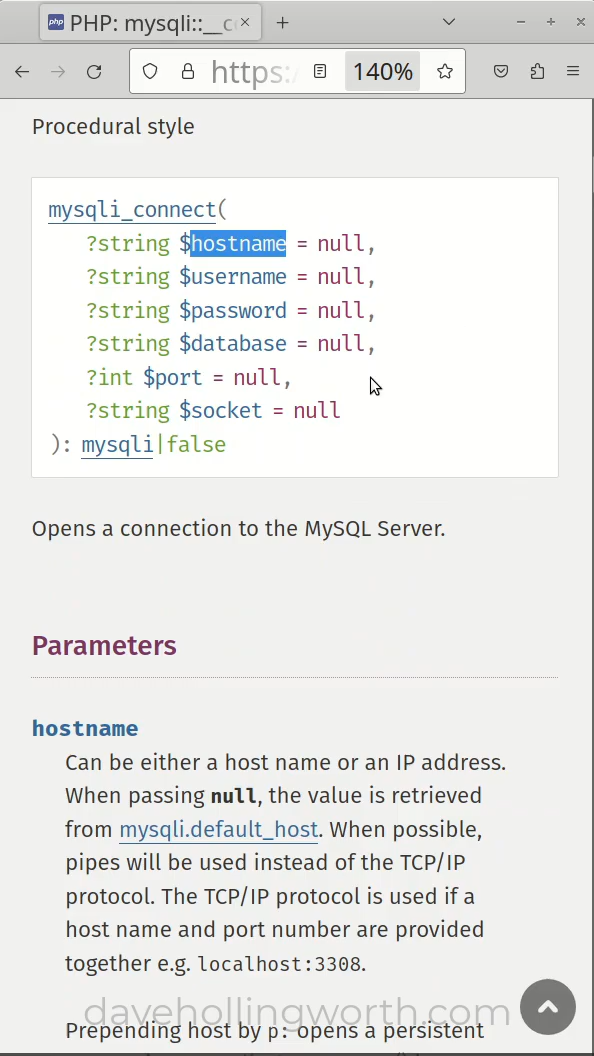 php PHP: mysqli::__c
https:/
140%
Procedural style
mysqli_connect(
?string $hostname = null,
?string $username = null,
?string $password = null,
?string $database = null,
?int $port = null,
?string $socket = null
): mysqli|false
Opens a connection to the MySQL Server.
Parameters
hostname
Can be either a host name or an IP address.
When passing null, the value is retrieved
from mysqli.default_host. When possible,
pipes will be used instead of the TCP/IP
protocol. The TCP/IP protocol is used if a
host name and port number are provided
together e.g. localhost:3308.
davehollingworth.com
Prepending host by p: opens a persistent